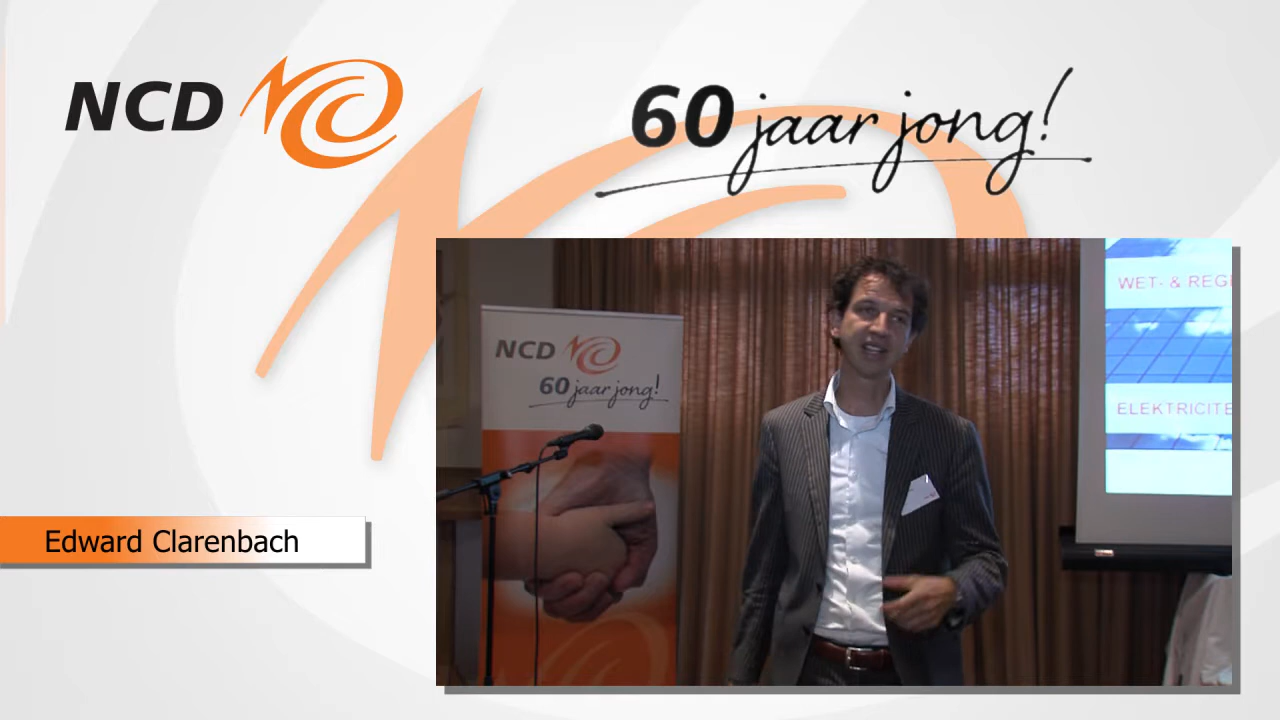 NCD
60 jaar jong!
NCD
60 jaar jong!
WET- & REG
ELEKTRICITE
Edward Clarenbach